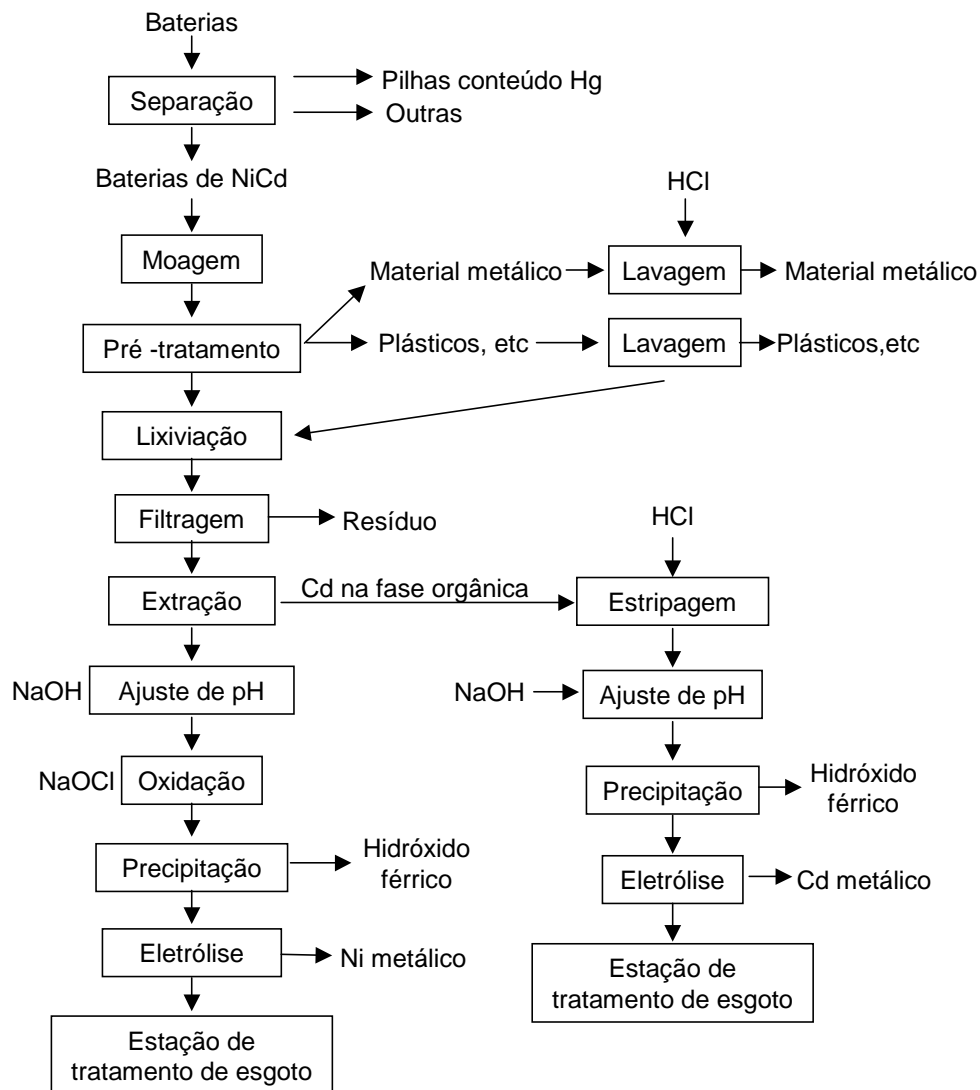 Baterias
Separação
Pilhas conteúdo Hg
Outras
Baterias de NiCd
HCl
Moagem
Material metálico
Lavagem
Material metálico
Pré -tratamento
Plásticos, etc
Lavagem
Plásticos,etc
Lixiviação
Filtragem
Resíduo
HCl
Extração
Cd na fase orgânica
Estripagem
NaOH
Ajuste de pH
NaOH
Ajuste de pH
NaOCl
Oxidação
Precipitação
Hidróxido
férrico
Precipitação
Hidróxido
férrico
Eletrólise
Cd metálico
Eletrólise
Ni metálico
Estação de
tratamento de esgoto
Estação de
tratamento de esgoto